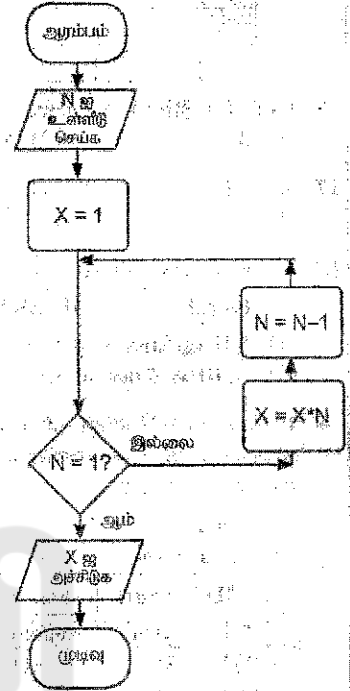 ஆரம்பம்
N ஐ
உள்ளீடு
செய்க
X = 1
N = N–1
X = X*N
இல்லை
N = 1?
ஆம்
X ஐ
அச்சிடுக
முடிவு